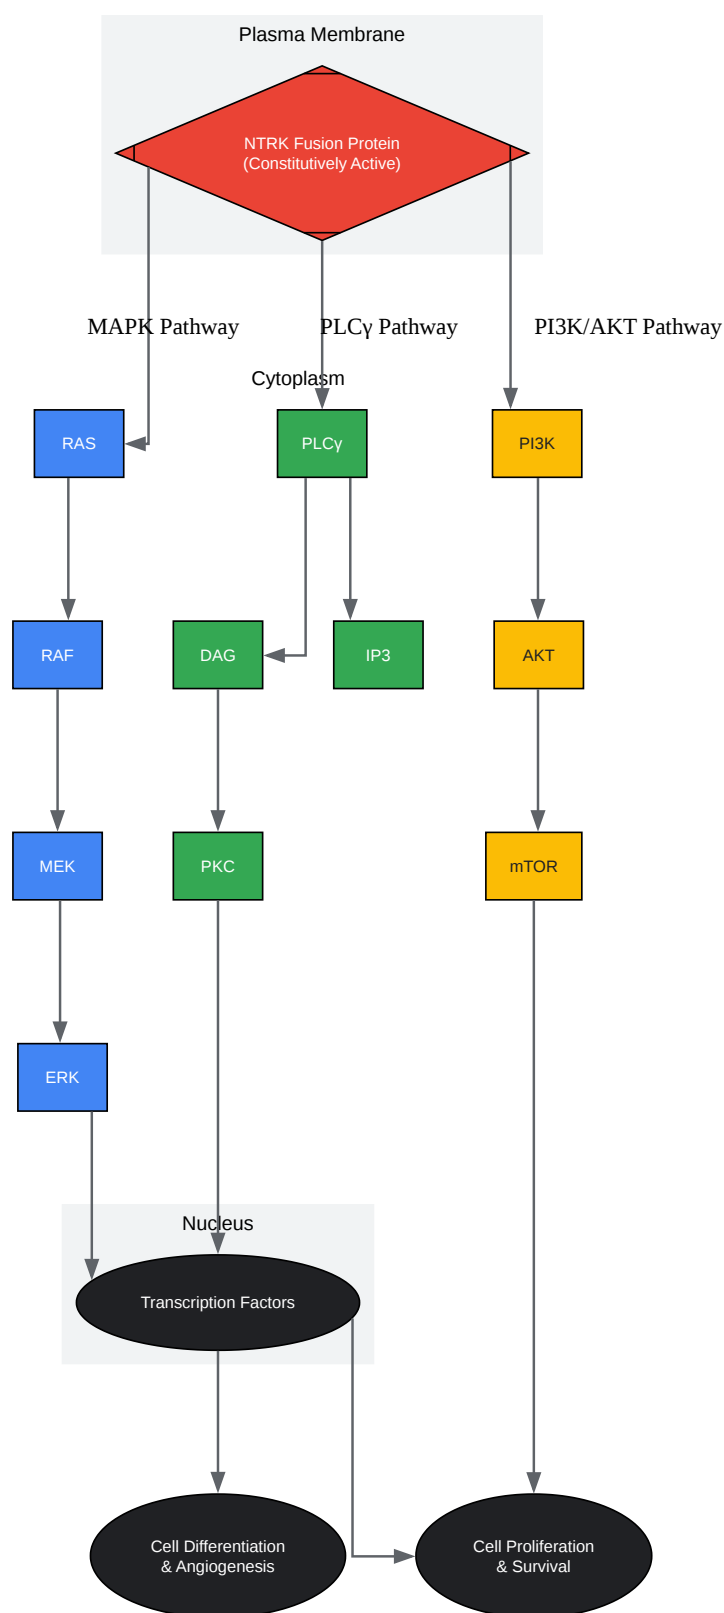 Plasma Membrane
NTRK Fusion Protein
(Constitutively Active)
MAPK Pathway
PLCγ Pathway
PI3K/AKT Pathway
Cytoplasm
RAS
PLCγ
PI3K
RAF
DAG
IP3
AKT
MEK
PKC
mTOR
ERK
Nucleus
Transcription Factors
Cell Differentiation
& Angiogenesis
Cell Proliferation
& Survival